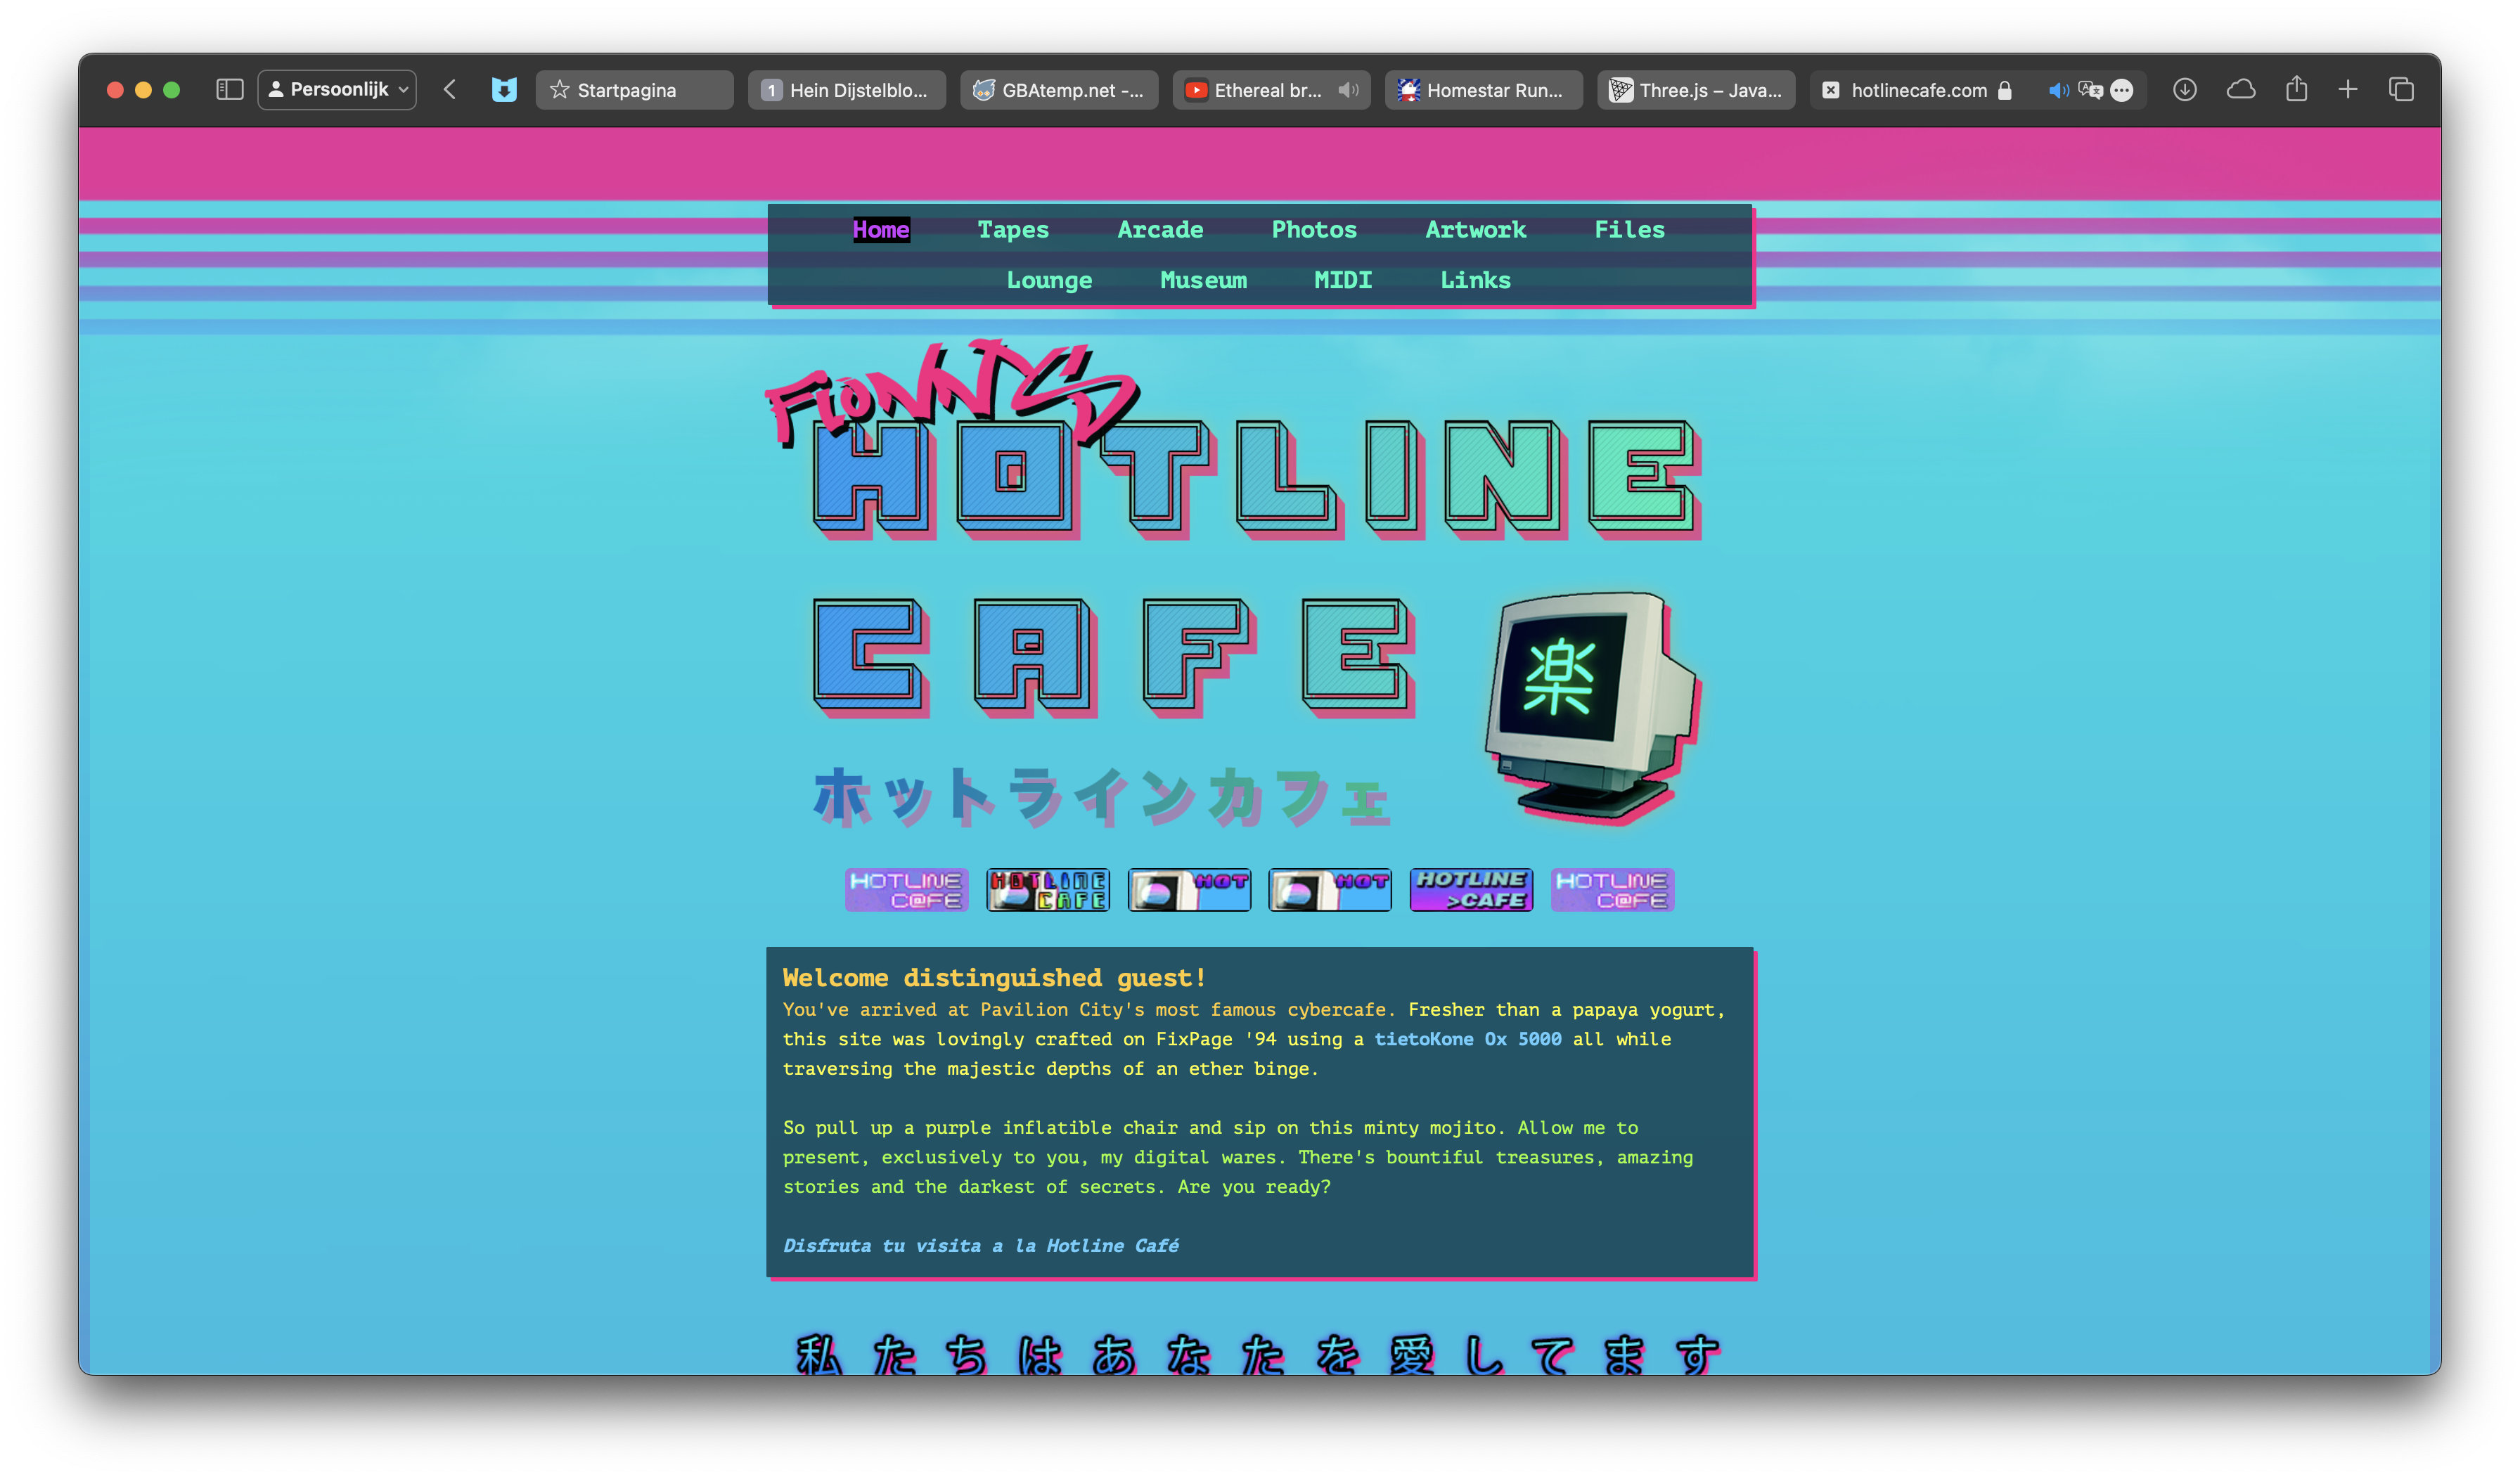 Persoonlijk
Startpagina
1 Hein Dijstelblo...
GBAtemp.net -...
Ethereal br...
Homestar Run...
Three.js – Java...
hotlinecafe.com
Home Tapes Arcade Photos Artwork Files
Lounge Museum MIDI Links
FlONNYS
HOTLINE
CAFE
楽
ホットラインカフェ
HOTLINE C@FE
HOTLINE CAFE
HOT
HOT
HOTLINE >CAFE
HOTLINE C@FE
Welcome distinguished guest!
You've arrived at Pavilion City's most famous cybercafe. Fresher than a papaya yogurt,
this site was lovingly crafted on FixPage '94 using a tietoKone Ox 5000 all while
traversing the majestic depths of an ether binge.
So pull up a purple inflatible chair and sip on this minty mojito. Allow me to
present, exclusively to you, my digital wares. There's bountiful treasures, amazing
stories and the darkest of secrets. Are you ready?
Disfruta tu visita a la Hotline Café
私たちはあなたを愛してます